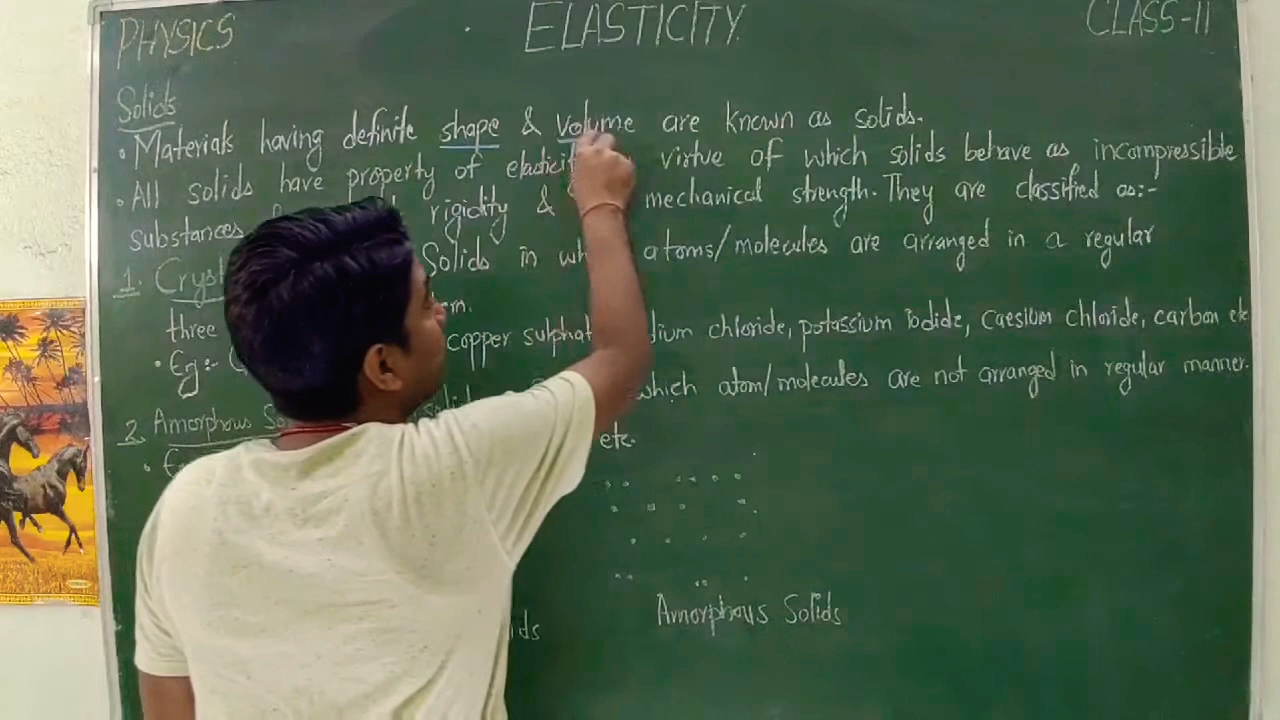 PHYSICS
ELASTICITY
CLASS-11
Solids
• Materials having definite shape & volume are known as solids.
• All solids have property of elasticity virtue of which solids behave as incompressible
substances rigidity & mechanical strength. They are classified as:-
1. Cryst Solids in which atoms/molecules are arranged in a regular
three
• Eg:- copper sulphat dium chloride, potassium iodide, caesium chloride, carbon etc
2. Amorphous which atom/molecules are not arranged in regular manner.
• etc.
ids
Amorphous Solids